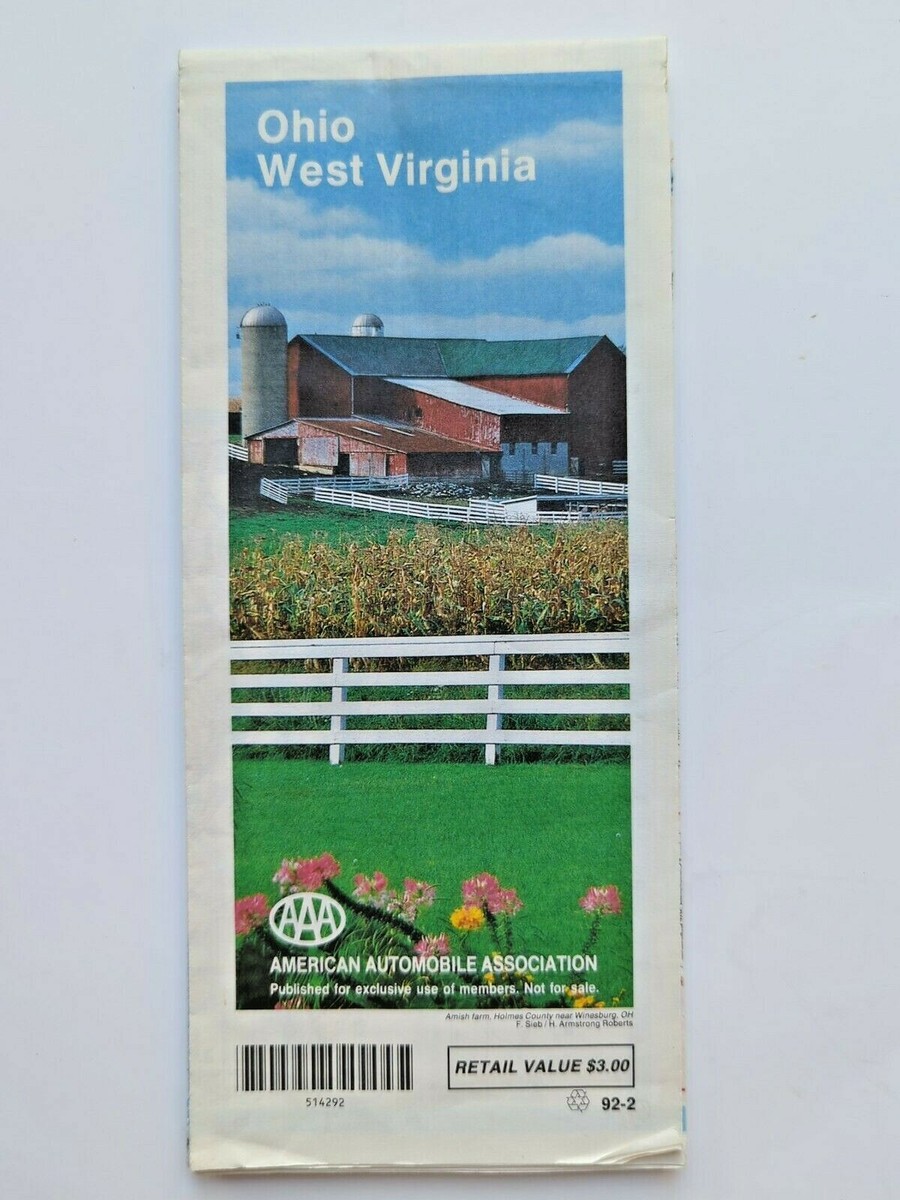 Ohio
West Virginia
AAA
AMERICAN AUTOMOBILE ASSOCIATION
Published for exclusive use of members. Not for sale.
Amish farm, Holmes County near Winesburg, OH
F. Sieb / H. Armstrong Roberts
514292
RETAIL VALUE $3.00
92-2